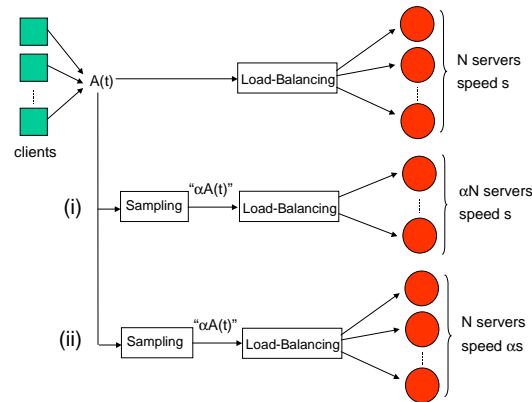 A(t)
Load-Balancing
N servers
speed s
clients
(i)
Sampling
“αA(t)”
Load-Balancing
αN servers
speed s
(ii)
Sampling
“αA(t)”
Load-Balancing
N servers
speed αs